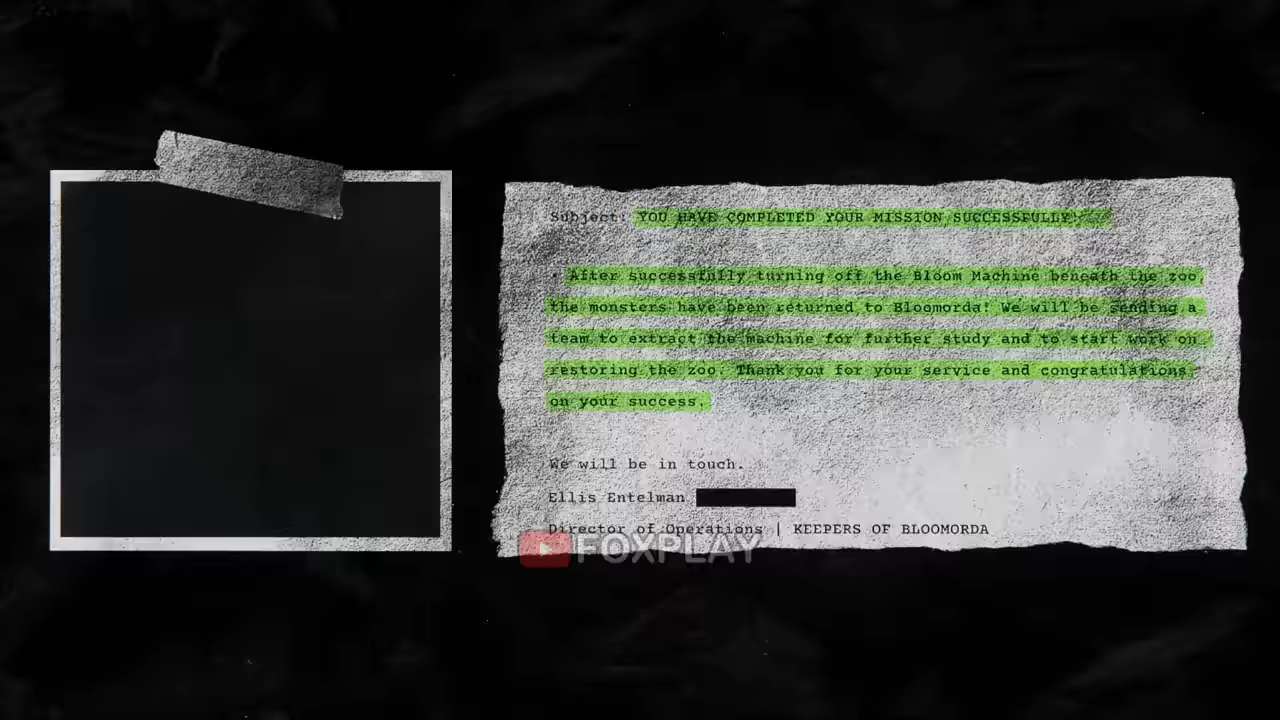 Subject: YOU HAVE COMPLETED YOUR MISSION SUCCESSFULLY!
· After successfully turning off the Bloom Machine beneath the zoo,
the monsters have been returned to Bloomorda! We will be sending a
team to extract the machine for further study and to start work on
restoring the zoo. Thank you for your service and congratulations
on your success.
We will be in touch.
Ellis Entelman
Director of Operations | KEEPERS OF BLOOMORDA
FOXPLAY